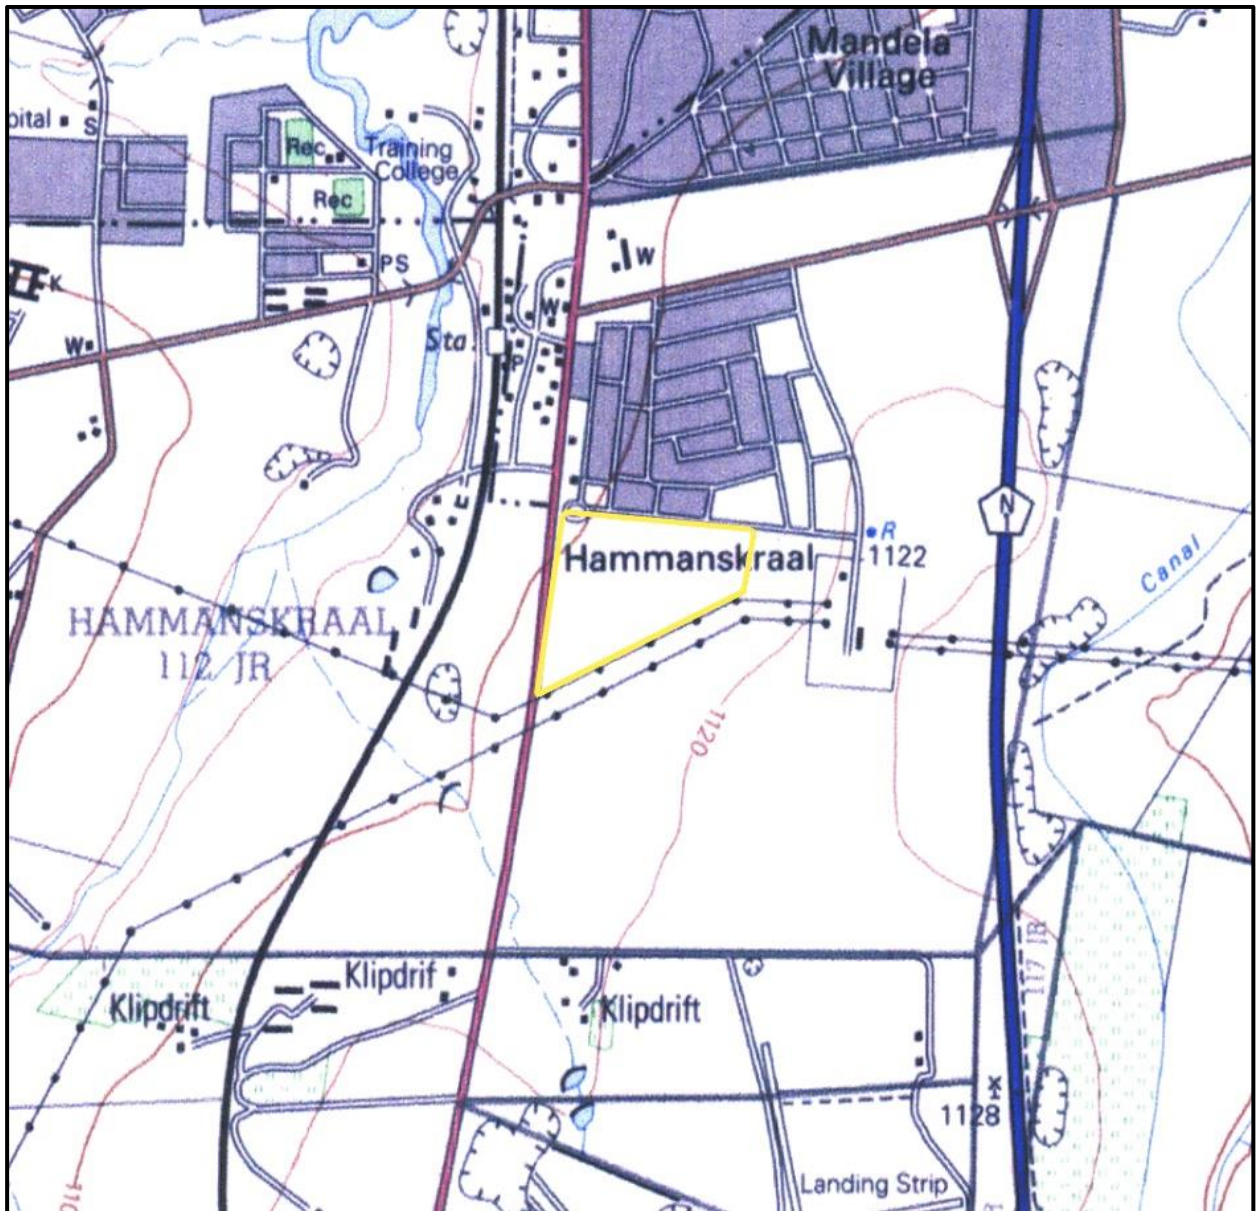 Mandela
Village
pital
S
Rec
Training
College
Rec
W
PS
K
W
Sta
W
N
R
Hammanskraal
1122
Canal
HAMMANSKRAAL
112 JR
1120
117 JR
Klipdrif
Klipdrift
Klipdrift
1128
Landing Strip